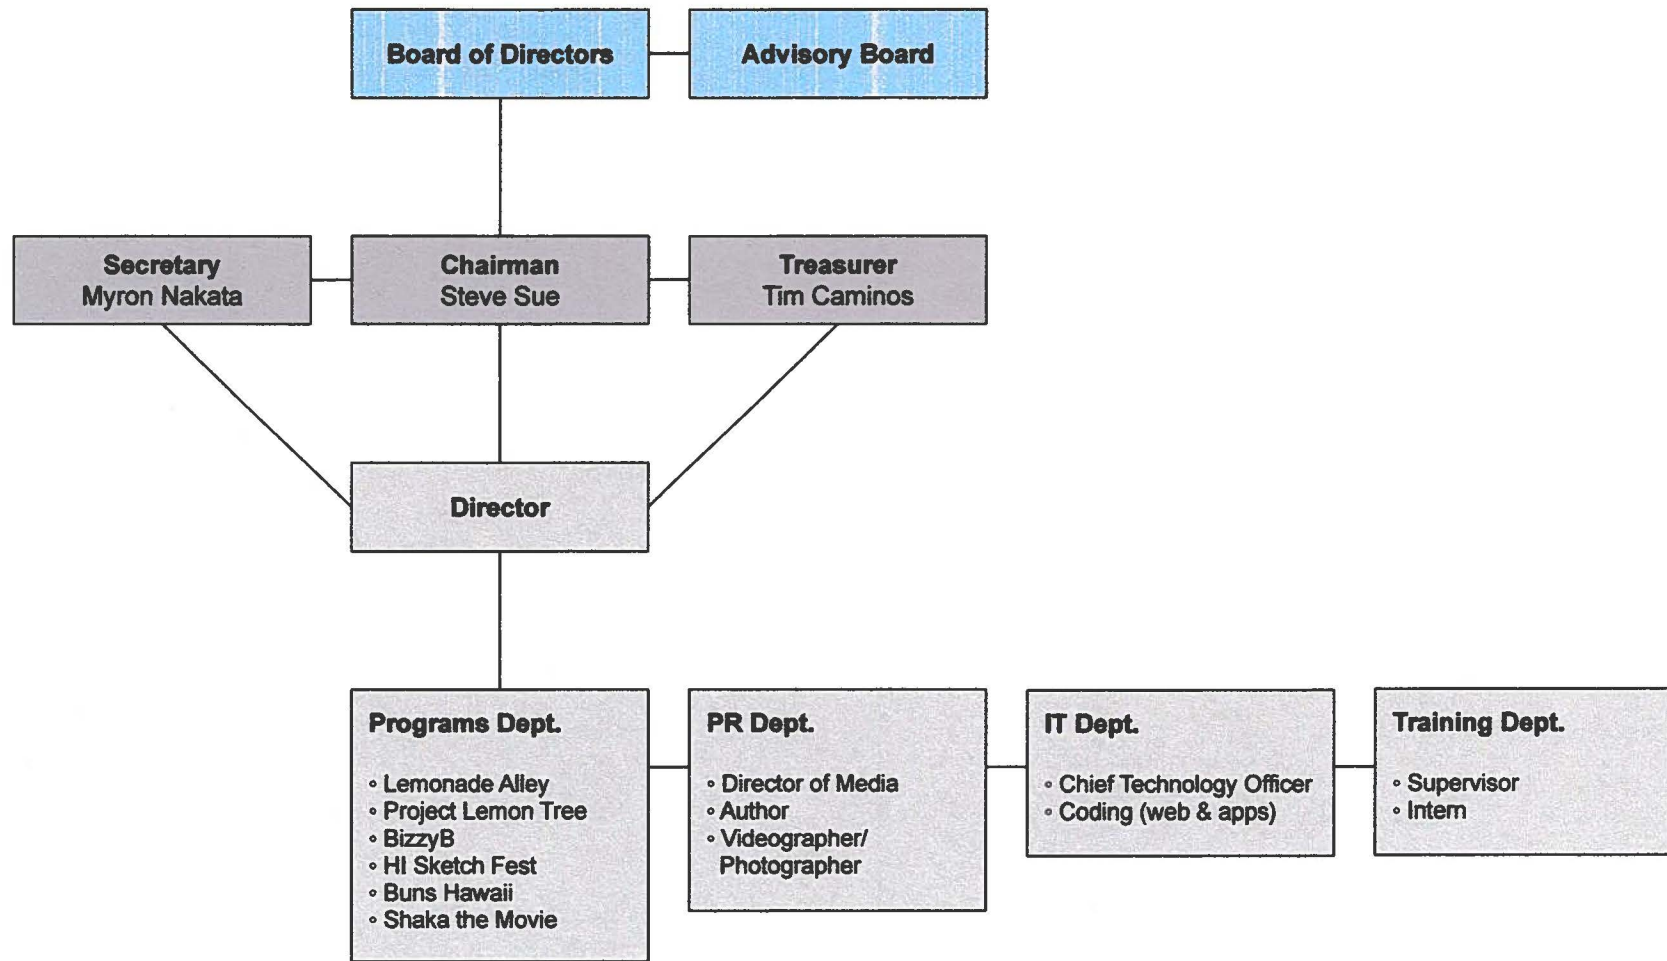 Board of Directors
Advisory Board
Secretary
Myron Nakata
Chairman
Steve Sue
Treasurer
Tim Caminos
Director
Programs Dept.
◦ Lemonade Alley
◦ Project Lemon Tree
◦ BizzyB
◦ HI Sketch Fest
◦ Buns Hawaii
◦ Shaka the Movie
PR Dept.
◦ Director of Media
◦ Author
◦ Videographer/
Photographer
IT Dept.
◦ Chief Technology Officer
◦ Coding (web & apps)
Training Dept.
◦ Supervisor
◦ Intern